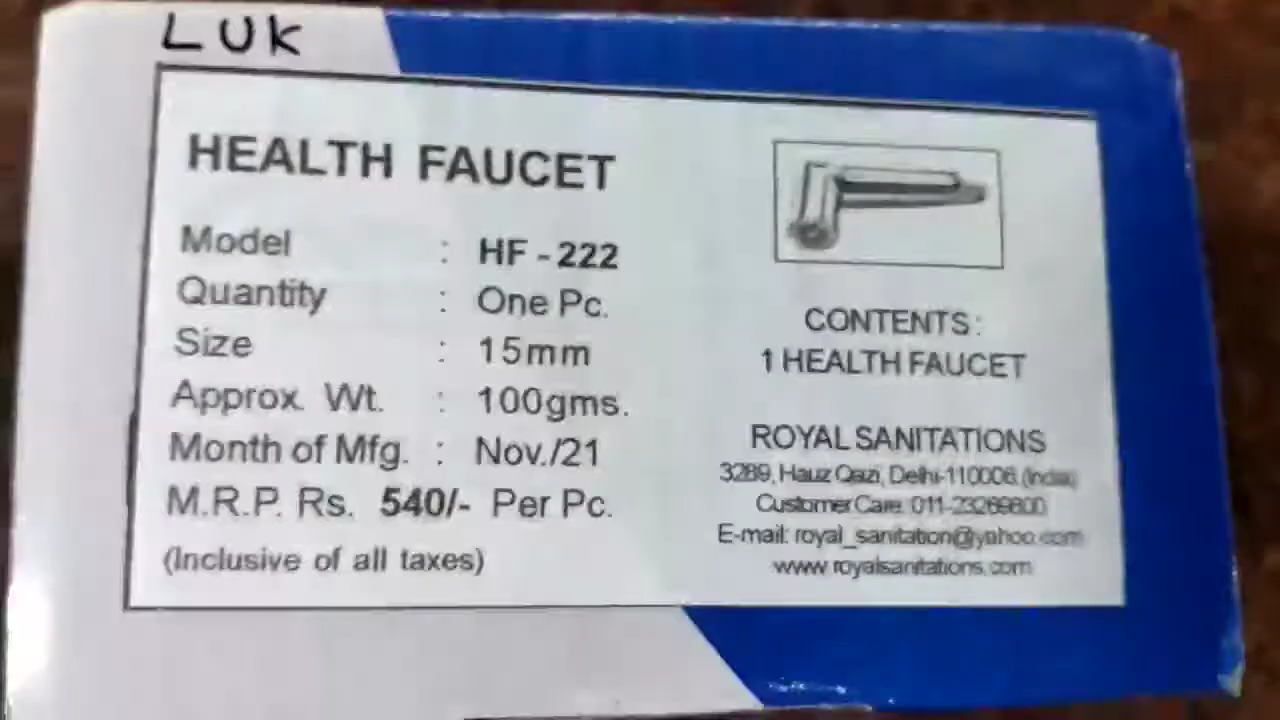 LUK
HEALTH FAUCET
Model : HF - 222
Quantity : One Pc.
Size : 15mm
Approx. Wt. : 100gms.
Month of Mfg. : Nov./21
M.R.P. Rs. 540/- Per Pc.
(Inclusive of all taxes)
CONTENTS :
1 HEALTH FAUCET
ROYAL SANITATIONS
3289, Hauz Qazi, Delhi-110006 (India)
Customer Care: 011-23269800
E-mail: royal_sanitation@yahoo.com
www.royalsanitations.com